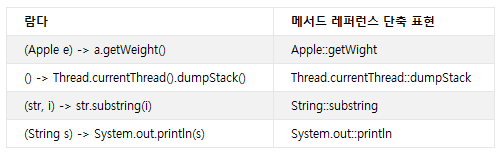 람다 메서드 레퍼런스 단축 표현
(Apple e) -> a.getWeight() Apple::getWight
() -> Thread.currentThread().dumpStack() Thread.currentThread::dumpStack
(str, i) -> str.substring(i) String::substring
(String s) -> System.out.println(s) System.out::println